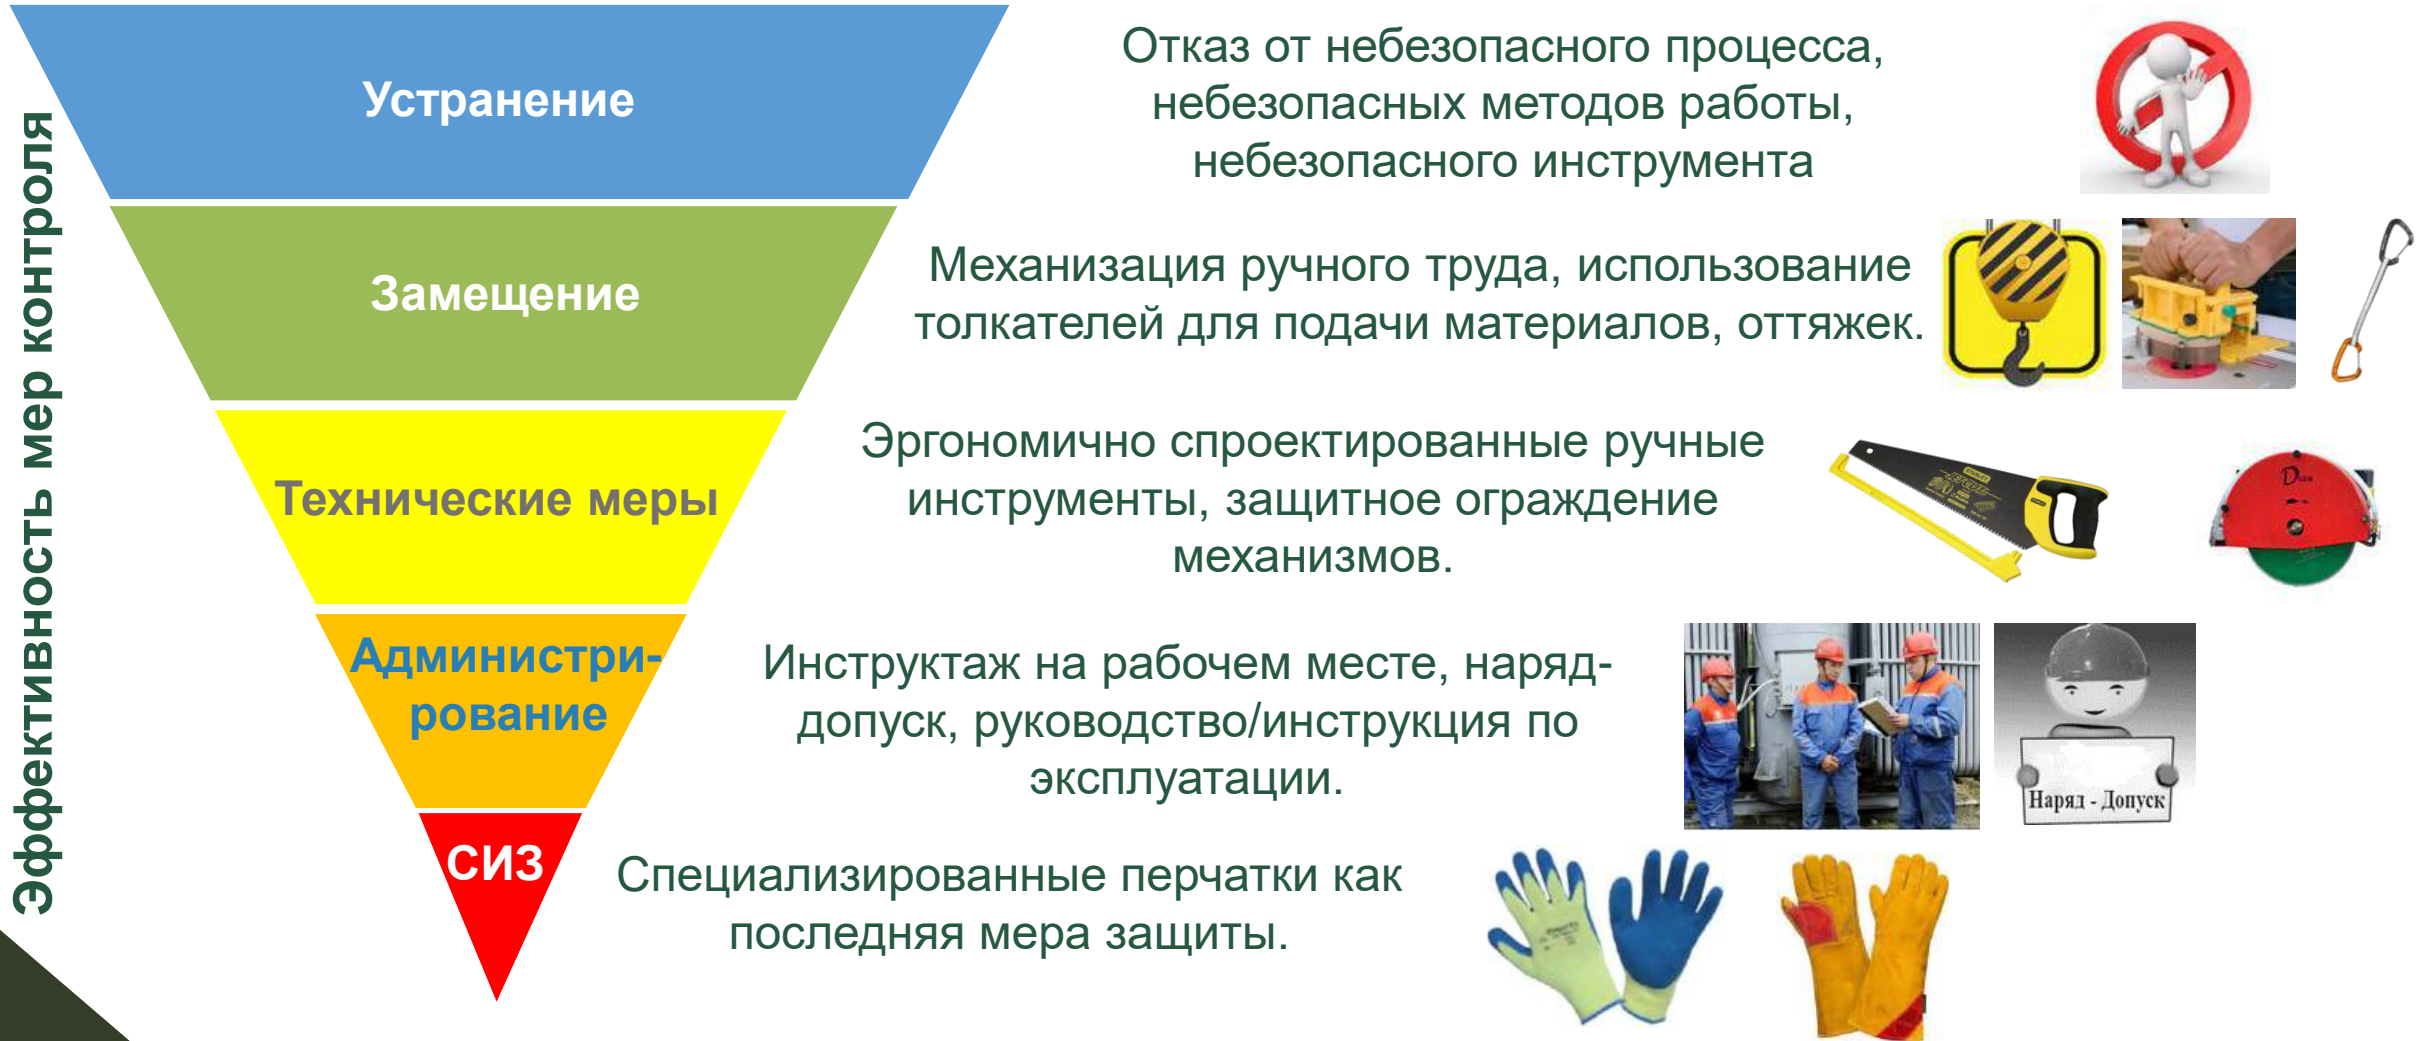 Эффективность мер контроля
Устранение
Отказ от небезопасного процесса,
небезопасных методов работы,
небезопасного инструмента
Замещение
Механизация ручного труда, использование
толкателей для подачи материалов, оттяжек.
Технические меры
Эргономично спроектированные ручные
инструменты, защитное ограждение
механизмов.
STANLEY
Администри-
рование
Инструктаж на рабочем месте, наряд-
допуск, руководство/инструкция по
эксплуатации.
Наряд - Допуск
СИЗ
Специализированные перчатки как
последняя мера защиты.